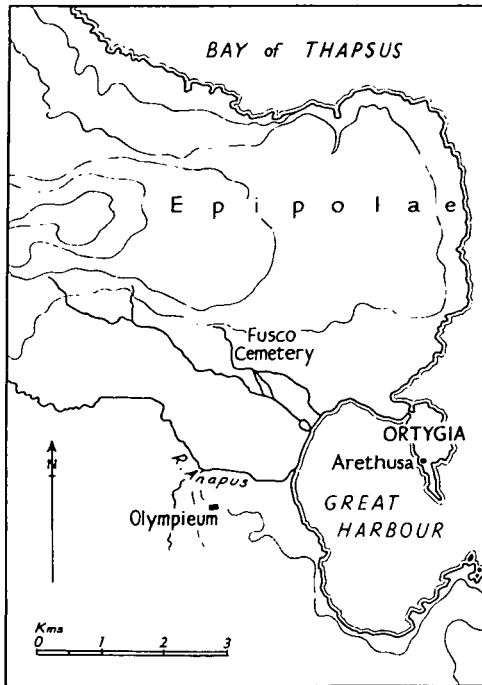 BAY of THAPSUS
Epipolae
Fusco
Cemetery
ORTYGIA
Arethusa
R. Anapus
GREAT
HARBOUR
Olympieum
N
Kms
0 1 2 3